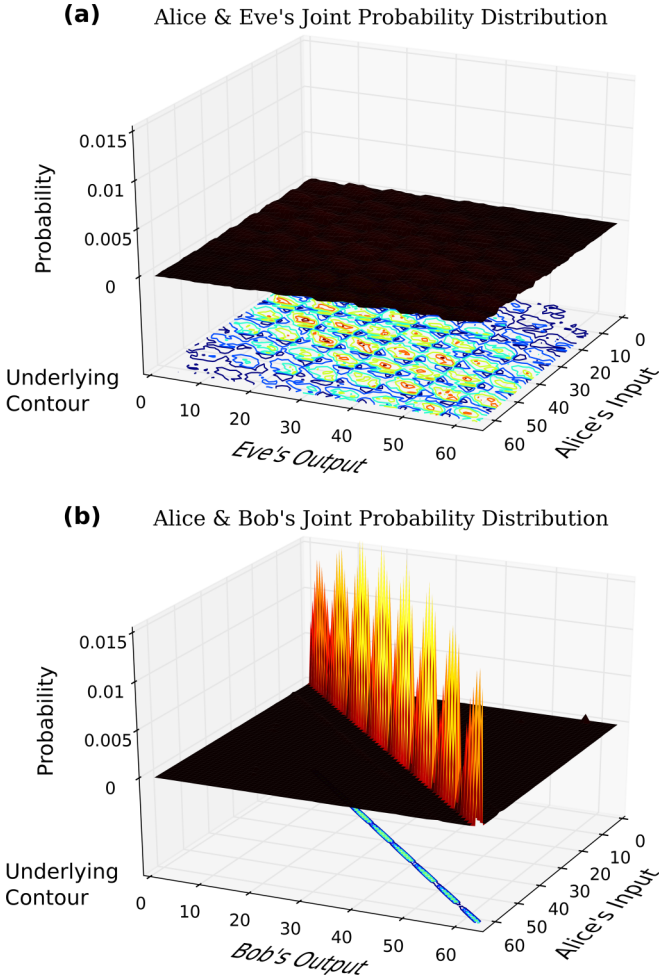 (a) Alice & Eve's Joint Probability Distribution
0.015
0.01
0.005
0
Probability
Underlying
Contour
0 10 20 30 40 50 60
Eve's Output
0
10
20
30
40
50
60
Alice's Input
(b) Alice & Bob's Joint Probability Distribution
0.015
0.01
0.005
0
Probability
Underlying
Contour
0 10 20 30 40 50 60
Bob's Output
0
10
20
30
40
50
60
Alice's Input